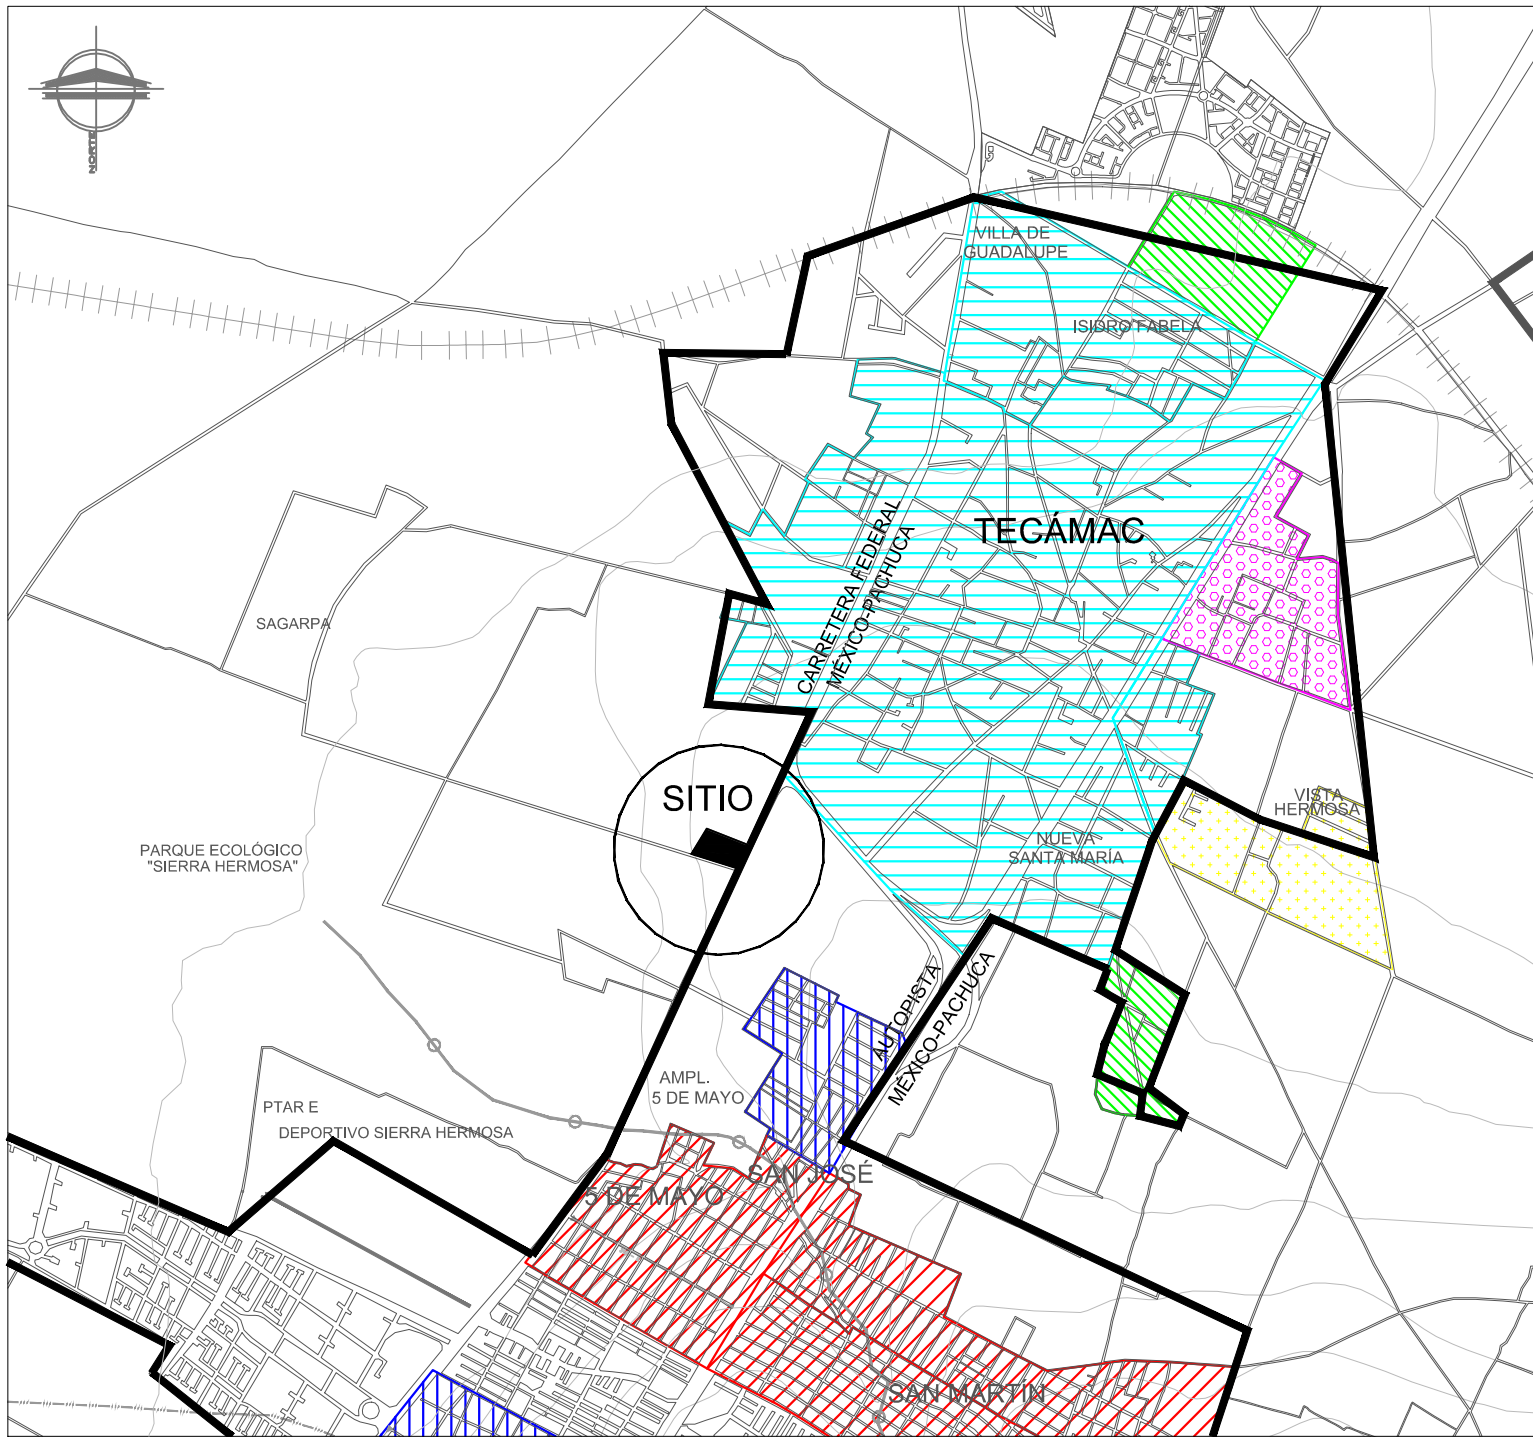 NORTE
VILLA DE
GUADALUPE
ISIDRO FABELA
TECÁMAC
CARRETERA FEDERAL
MÉXICO-PACHUCA
SAGARPA
SITIO
VISTA
HERMOSA
NUEVA
SANTA MARÍA
PARQUE ECOLÓGICO
"SIERRA HERMOSA"
AUTOPISTA
MÉXICO-PACHUCA
AMPL.
5 DE MAYO
PTAR E
DEPORTIVO SIERRA HERMOSA
SAN JOSÉ
5 DE MAYO
SAN MARTÍN